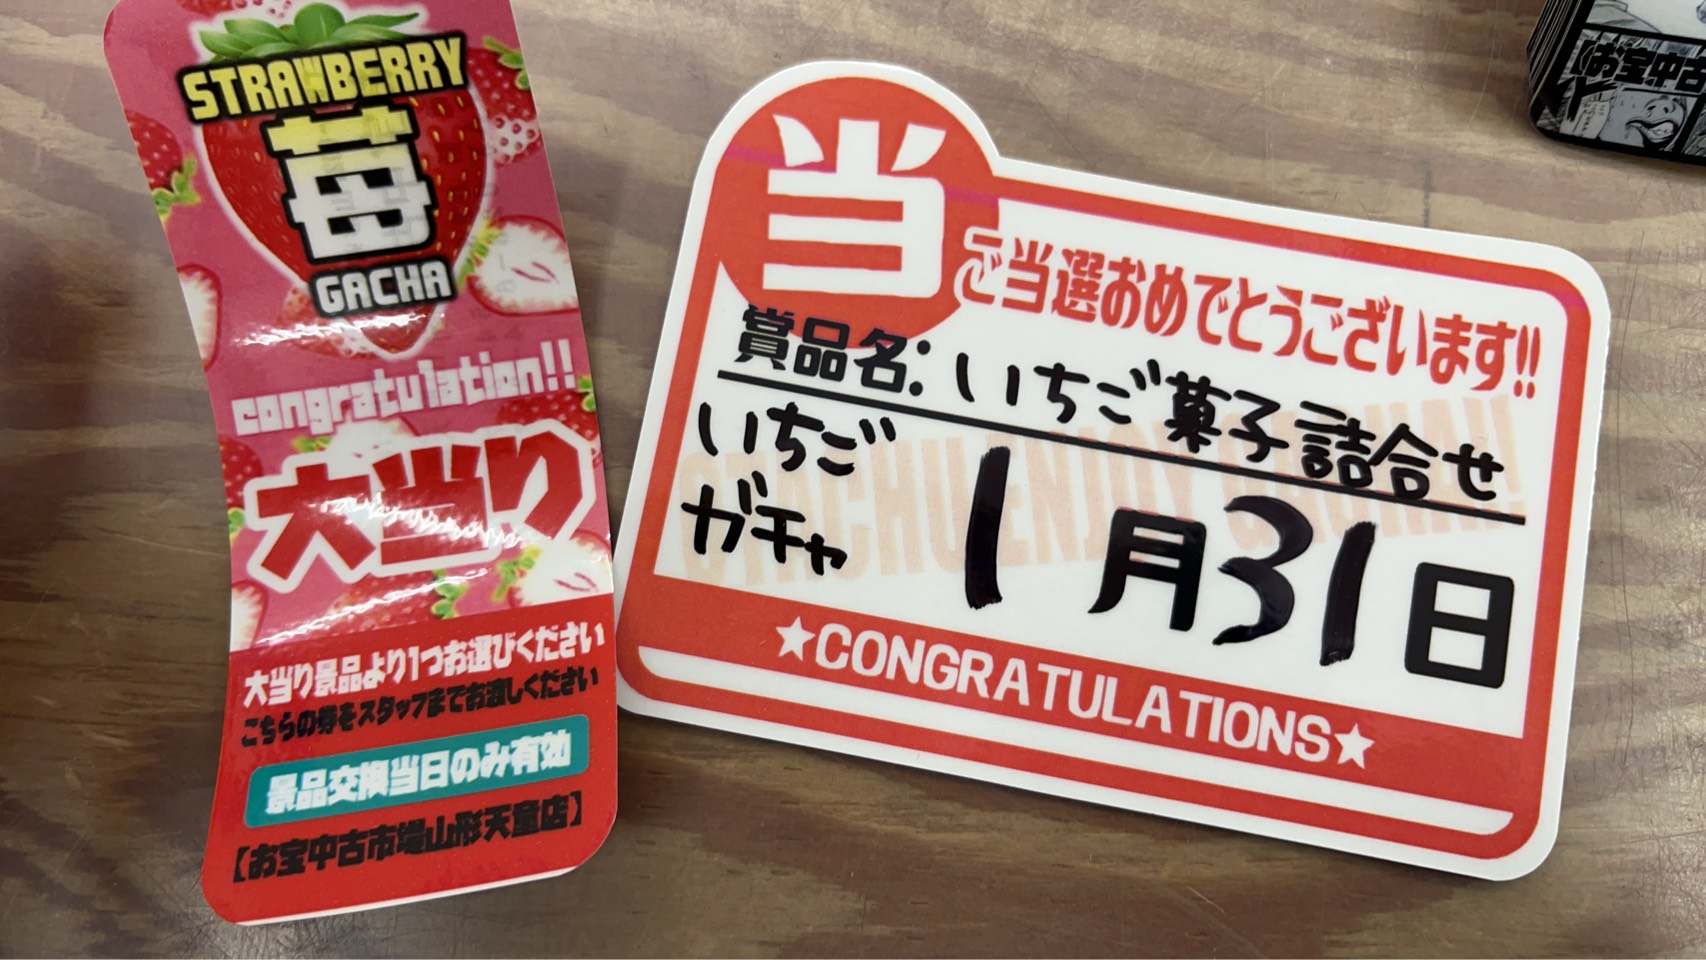 STRAWBERRY
苺
GACHA
congratulation!!
大当り
大当り景品より1つお選びください
こちらの券をスタッフまでお渡しください
景品交換当日のみ有効
【お宝中古市場山形天童店】
当
ご当選おめでとうございます!!
賞品名:いちご菓子詰合せ
いちご
ガチャ
1月31日
★CONGRATULATIONS★
【お宝中古